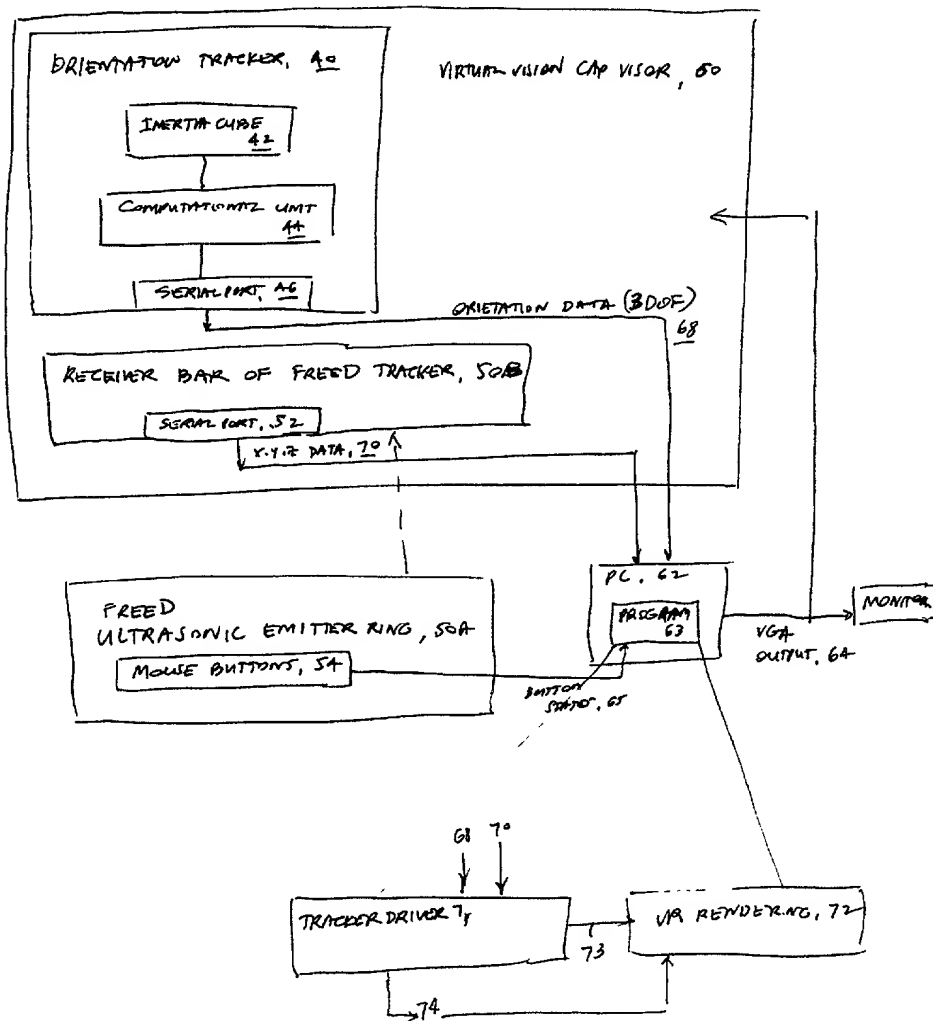 ORIENTATION TRACKER, 40
VIRTUAL VISION CAP VISOR, 60
INERTIA CUBE
42
COMPUTATIONAL UNIT
44
SERIAL PORT, 46
ORIETATION DATA (3DOF)
68
RECEIVER BAR OF FREED TRACKER, 50B
SERIAL PORT, 52
X.Y.Z DATA, 70
PC, 62
PROGRAM
63
MONITOR
VGA
OUTPUT, 64
FREED
ULTRASONIC EMITTER RING, 50A
MOUSE BUTTONS, 54
BUTTON
STATES, 65
68 70
TRACKER DRIVER
73
VR RENDERING, 72
74